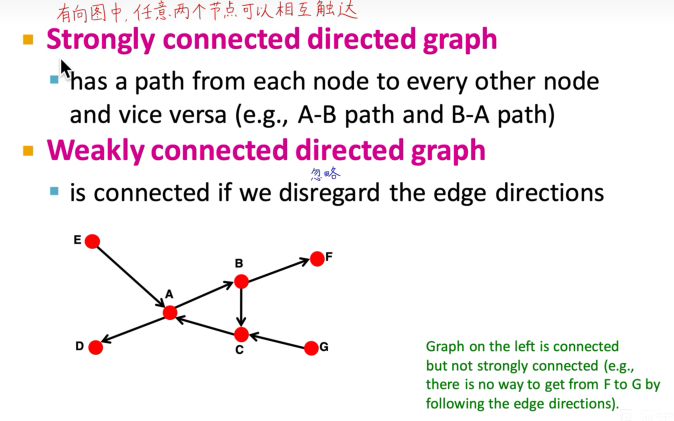 有向图中,任意两个节点可以相互触达
Strongly connected directed graph
has a path from each node to every other node
and vice versa (e.g., A-B path and B-A path)
Weakly connected directed graph
忽略
is connected if we disregard the edge directions
E
F
B
A
D
C
G
Graph on the left is connected
but not strongly connected (e.g.,
there is no way to get from F to G by
following the edge directions).